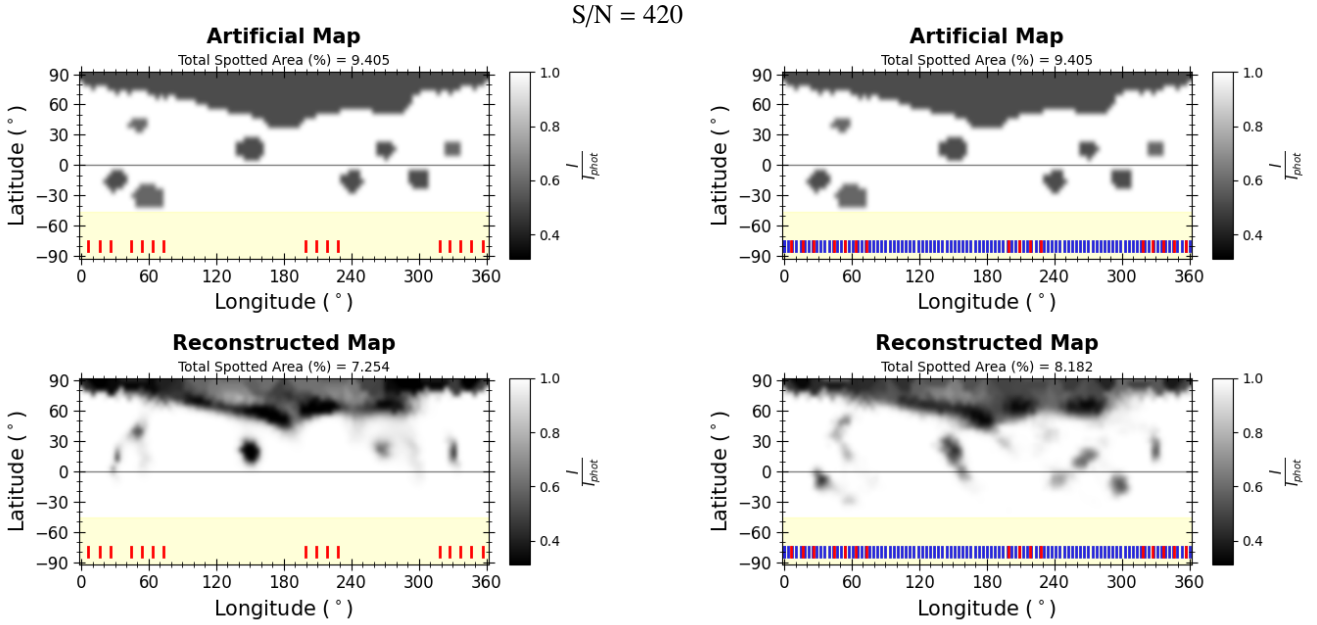 S/N = 420
Artificial Map
Total Spotted Area (%) = 9.405
90
60
30
0
−30
−60
−90
Latitude (°)
0 60 120 180 240 300 360
Longitude (°)
1.0
0.8
0.6
0.4
I
I_phot
Artificial Map
Total Spotted Area (%) = 9.405
90
60
30
0
−30
−60
−90
Latitude (°)
0 60 120 180 240 300 360
Longitude (°)
1.0
0.8
0.6
0.4
I
I_phot
Reconstructed Map
Total Spotted Area (%) = 7.254
90
60
30
0
−30
−60
−90
Latitude (°)
0 60 120 180 240 300 360
Longitude (°)
1.0
0.8
0.6
0.4
I
I_phot
Reconstructed Map
Total Spotted Area (%) = 8.182
90
60
30
0
−30
−60
−90
Latitude (°)
0 60 120 180 240 300 360
Longitude (°)
1.0
0.8
0.6
0.4
I
I_phot